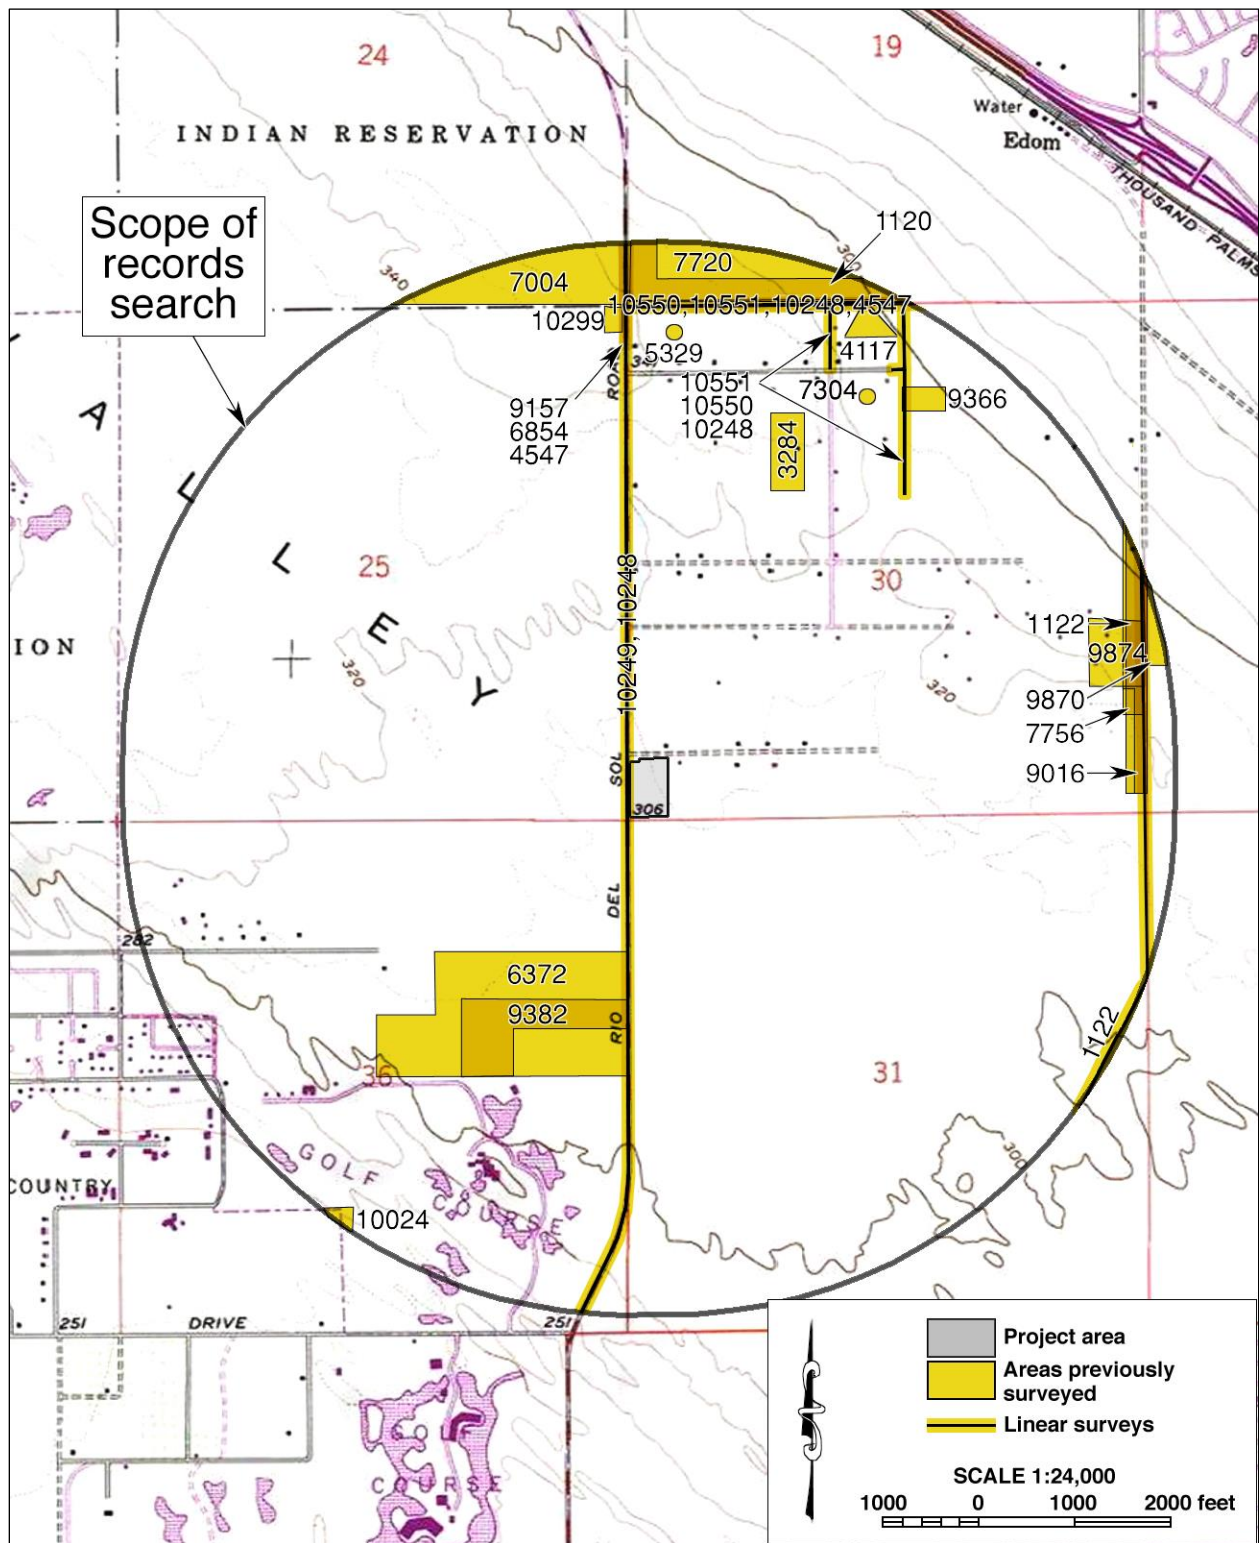 24
19
INDIAN RESERVATION
Water
Edom
THOUSAND PALMS
Scope of
records
search
1120
340
300
7004
7720
10550,10551,10248,4547
10299
5329
4117
ROAD
10551
10550
10248
7304
9366
9157
6854
4547
3284
A
L
L
E
Y
25
30
10249, 10248
ION
320
320
1122
9874
9870
7756
9016
SOL
306
DEL
282
6372
9382
RIO
1122
36
31
GOLF
COURSE
300
COUNTRY
10024
251
DRIVE
251
COURSE
Project area
Areas previously
surveyed
Linear surveys
SCALE 1:24,000
1000 0 1000 2000 feet